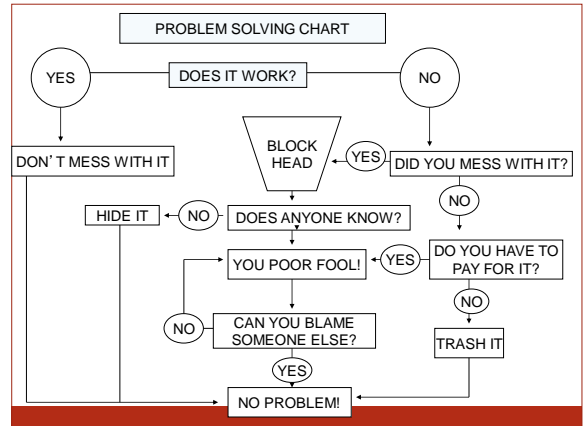 PROBLEM SOLVING CHART
YES
DOES IT WORK?
NO
BLOCK
HEAD
DON'T MESS WITH IT
YES
DID YOU MESS WITH IT?
NO
HIDE IT
NO
DOES ANYONE KNOW?
YOU POOR FOOL!
YES
DO YOU HAVE TO
PAY FOR IT?
NO
NO
CAN YOU BLAME
SOMEONE ELSE?
TRASH IT
YES
NO PROBLEM!